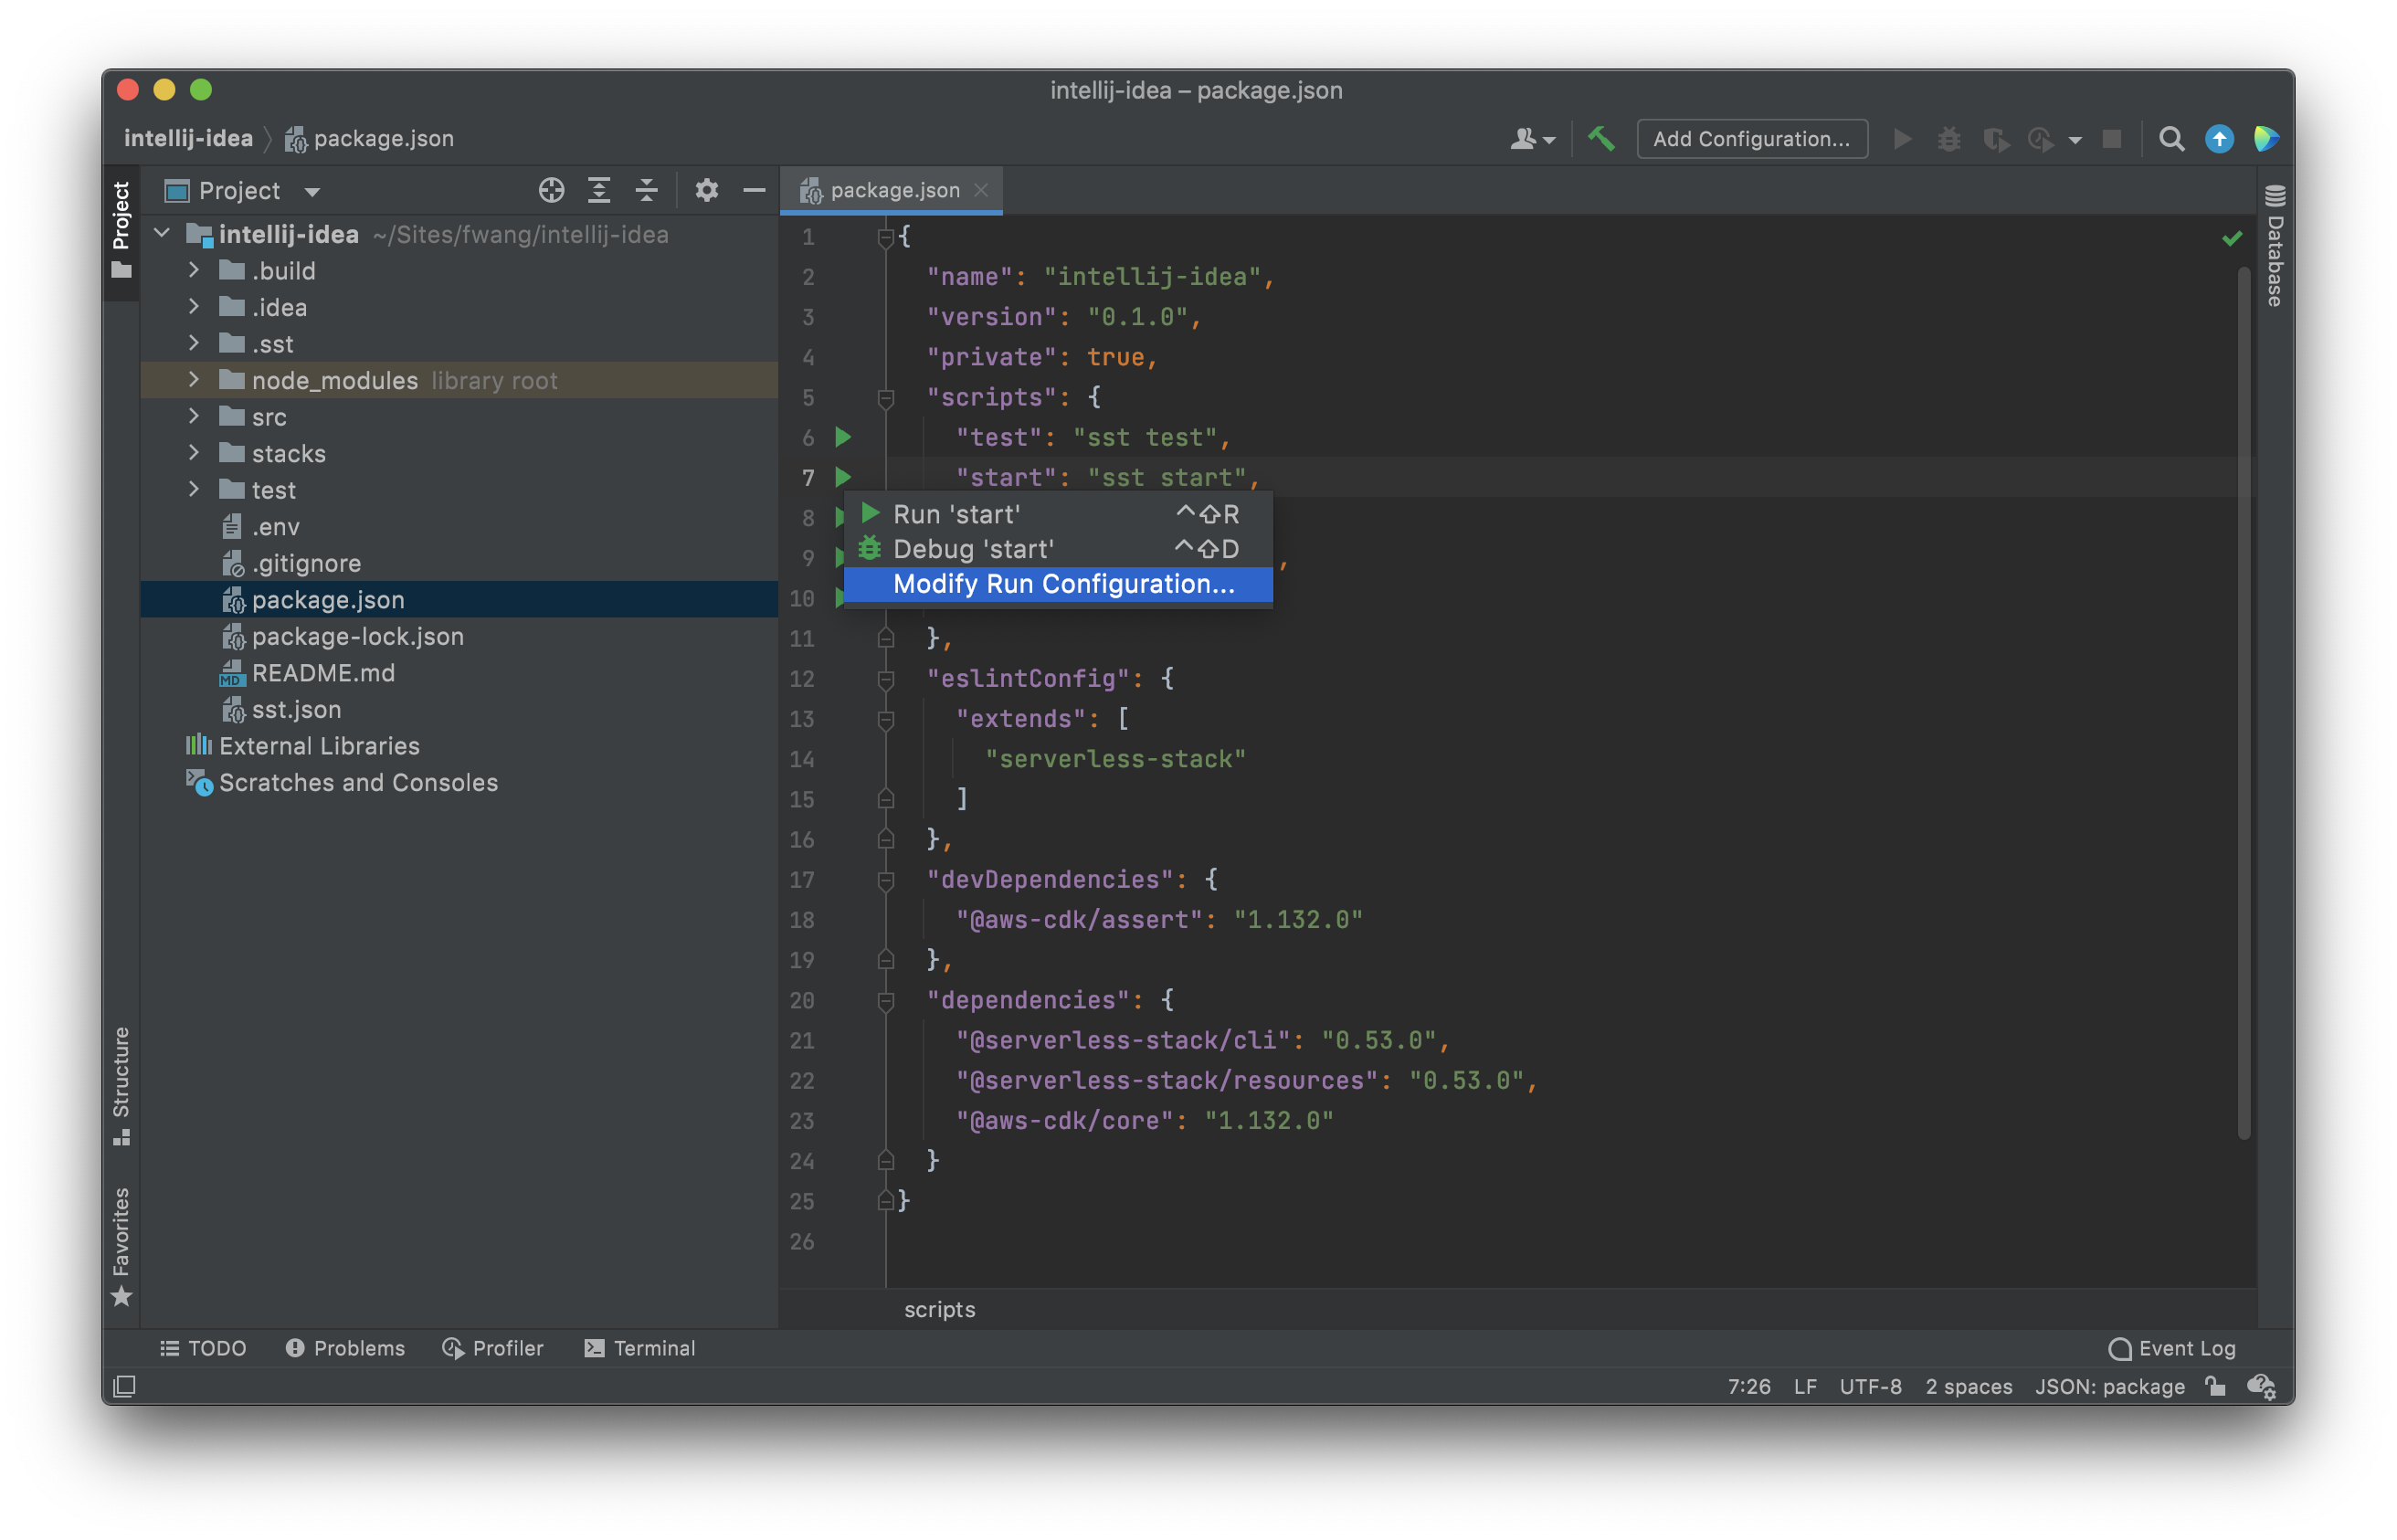 intellij-idea – package.json
intellij-idea package.json
Add Configuration...
Project
Project
package.json
Database
intellij-idea ~/Sites/fwang/intellij-idea
.build
.idea
.sst
node_modules library root
src
stacks
test
.env
.gitignore
package.json
package-lock.json
MD README.md
sst.json
External Libraries
Scratches and Consoles
Structure
Favorites
1 {
2 "name": "intellij-idea",
3 "version": "0.1.0",
4 "private": true,
5 "scripts": {
6 "test": "sst test",
7 "start": "sst start",
8
9 ,
10
Run 'start' ^⇧R
Debug 'start' ^⇧D
Modify Run Configuration...
11 },
12 "eslintConfig": {
13 "extends": [
14 "serverless-stack"
15 ]
16 },
17 "devDependencies": {
18 "@aws-cdk/assert": "1.132.0"
19 },
20 "dependencies": {
21 "@serverless-stack/cli": "0.53.0",
22 "@serverless-stack/resources": "0.53.0",
23 "@aws-cdk/core": "1.132.0"
24 }
25 }
26
scripts
TODO Problems Profiler Terminal Event Log
7:26 LF UTF-8 2 spaces JSON: package